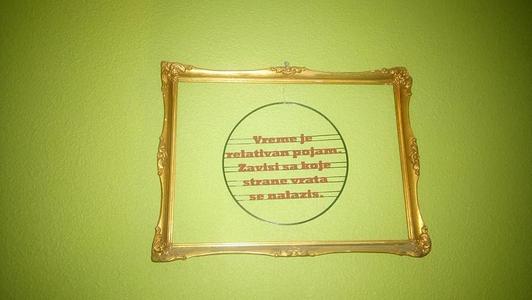 Vreme je
relativan pojam.
Zavisi sa koje
strane vrata
se nalazis.